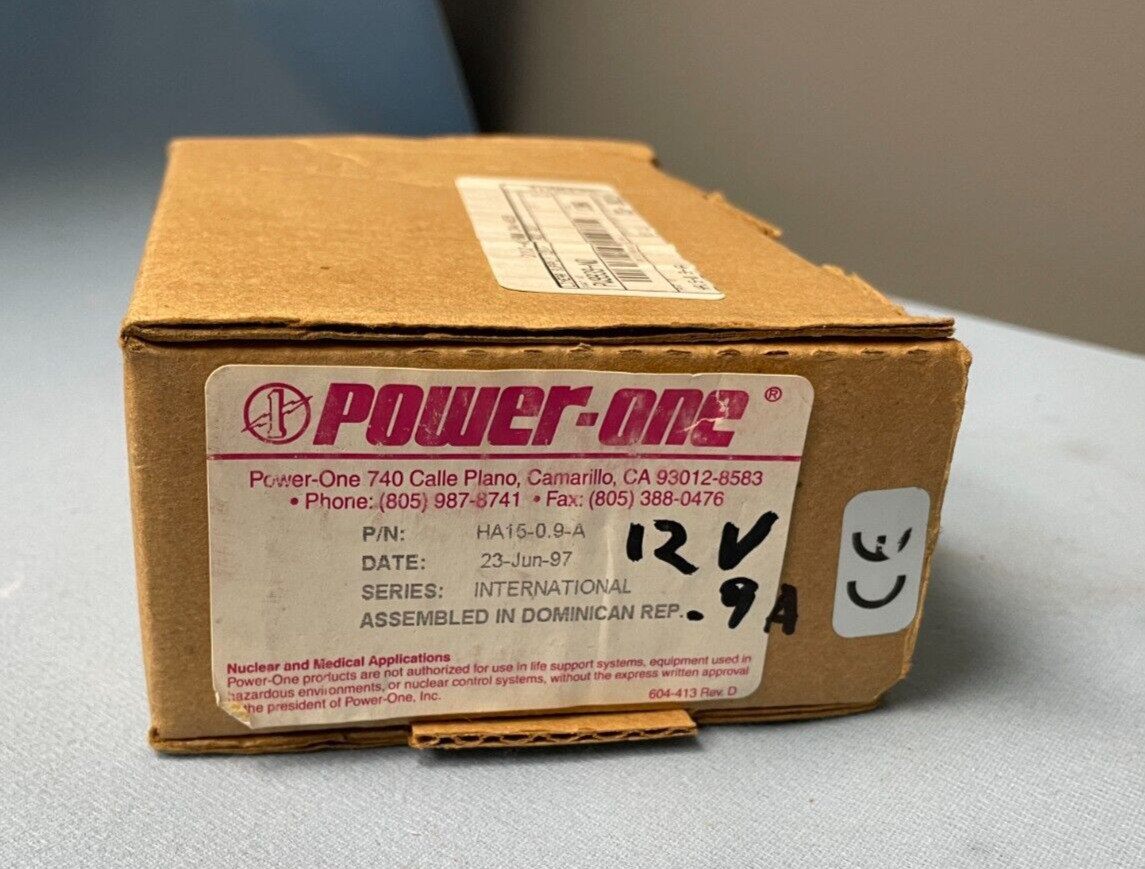 1 POWER-ONE ®
Power-One 740 Calle Plano, Camarillo, CA 93012-8583
• Phone: (805) 987-8741 • Fax: (805) 388-0476
P/N: HA15-0.9-A
DATE: 23-Jun-97
SERIES: INTERNATIONAL
ASSEMBLED IN DOMINICAN REP.
12 V
.9A
CE
Nuclear and Medical Applications
Power-One products are not authorized for use in life support systems, equipment used in
hazardous environments, or nuclear control systems, without the express written approval
the president of Power-One, Inc.
604-413 Rev. D